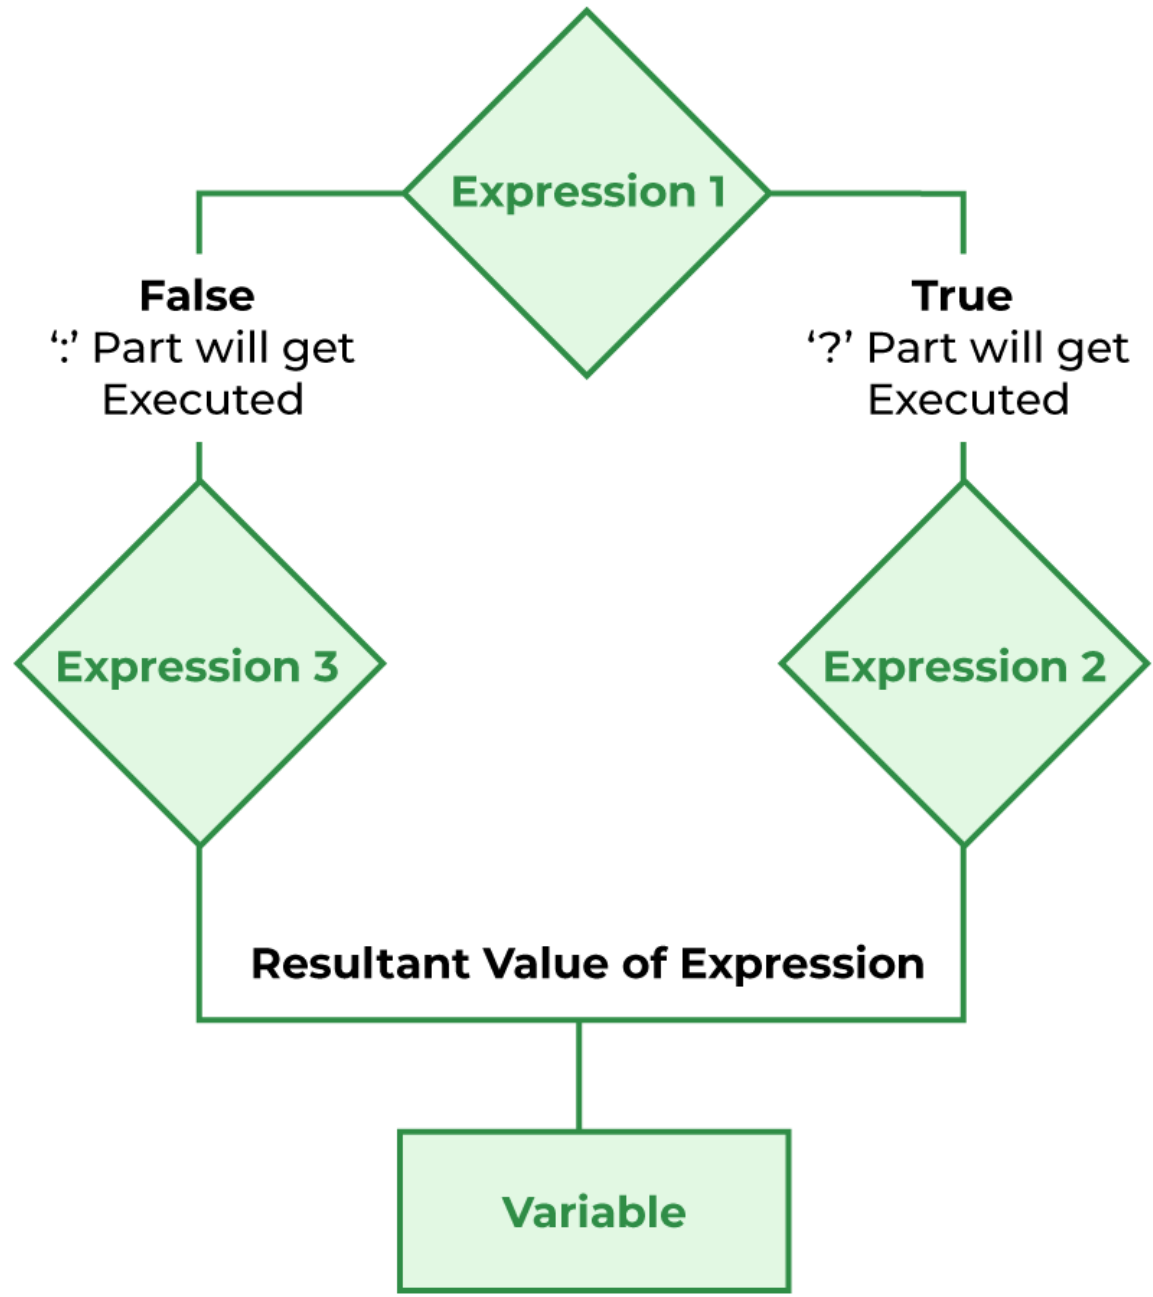 Expression 1
False
‘:’ Part will get
Executed
True
‘?’ Part will get
Executed
Expression 3
Expression 2
Resultant Value of Expression
Variable